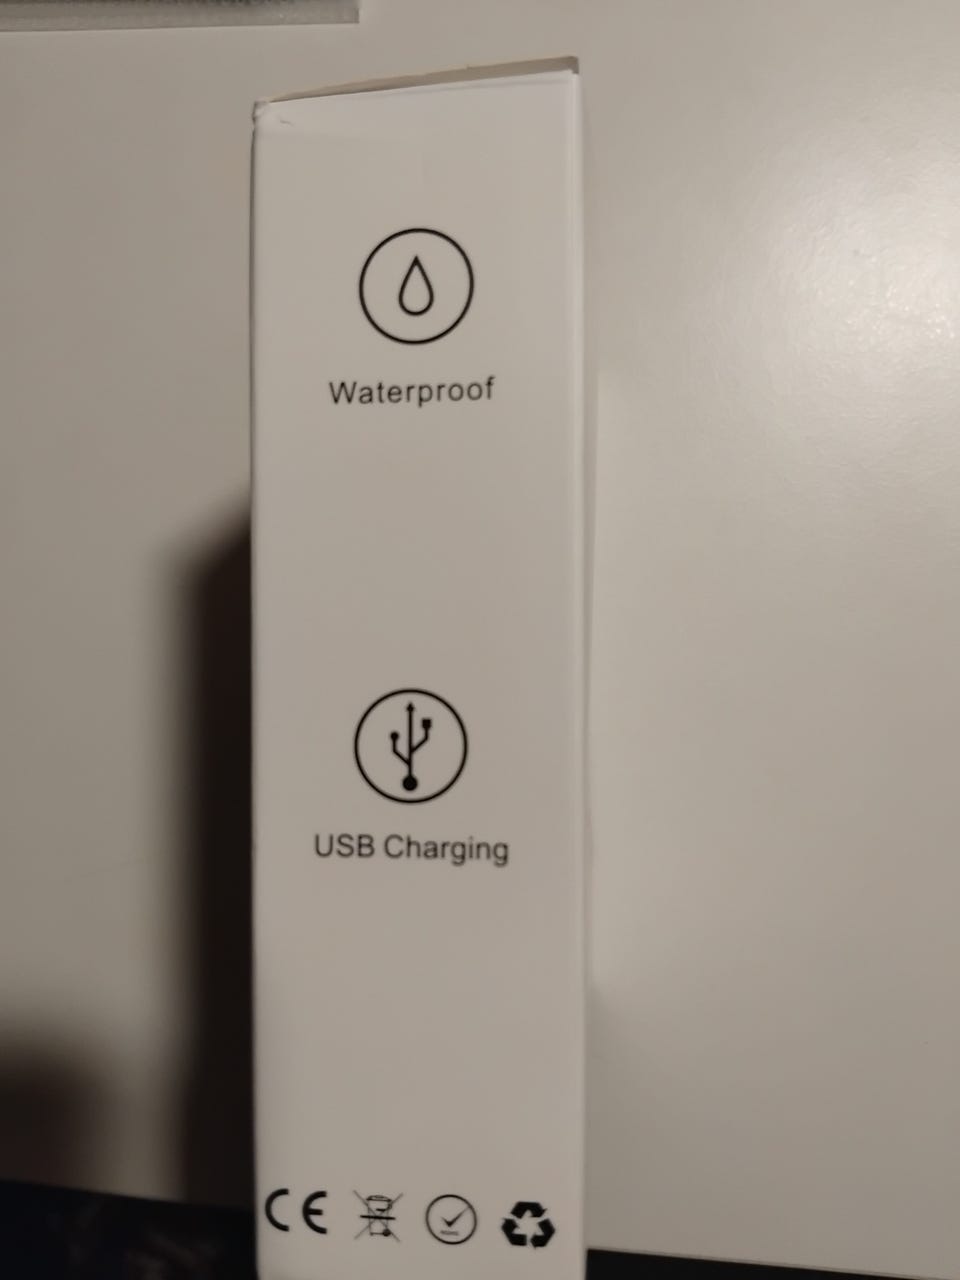 Waterproof
USB Charging
CE